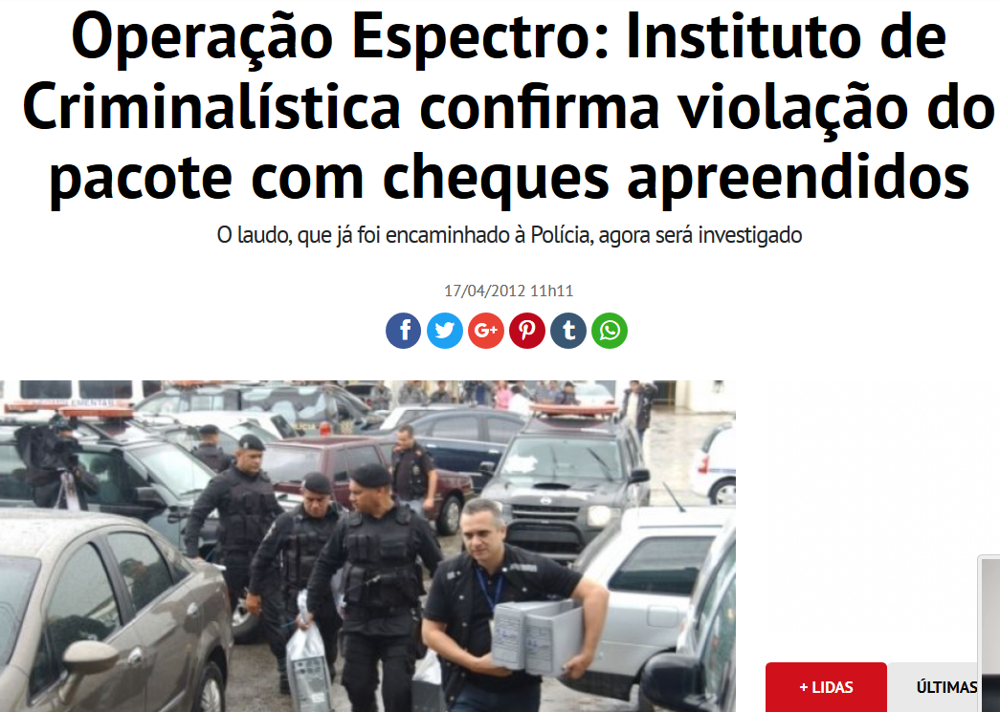 Operação Espectro: Instituto de
Criminalística confirma violação do
pacote com cheques apreendidos
O laudo, que já foi encaminhado à Polícia, agora será investigado
17/04/2012 11h11
+ LIDAS
ÚLTIMAS